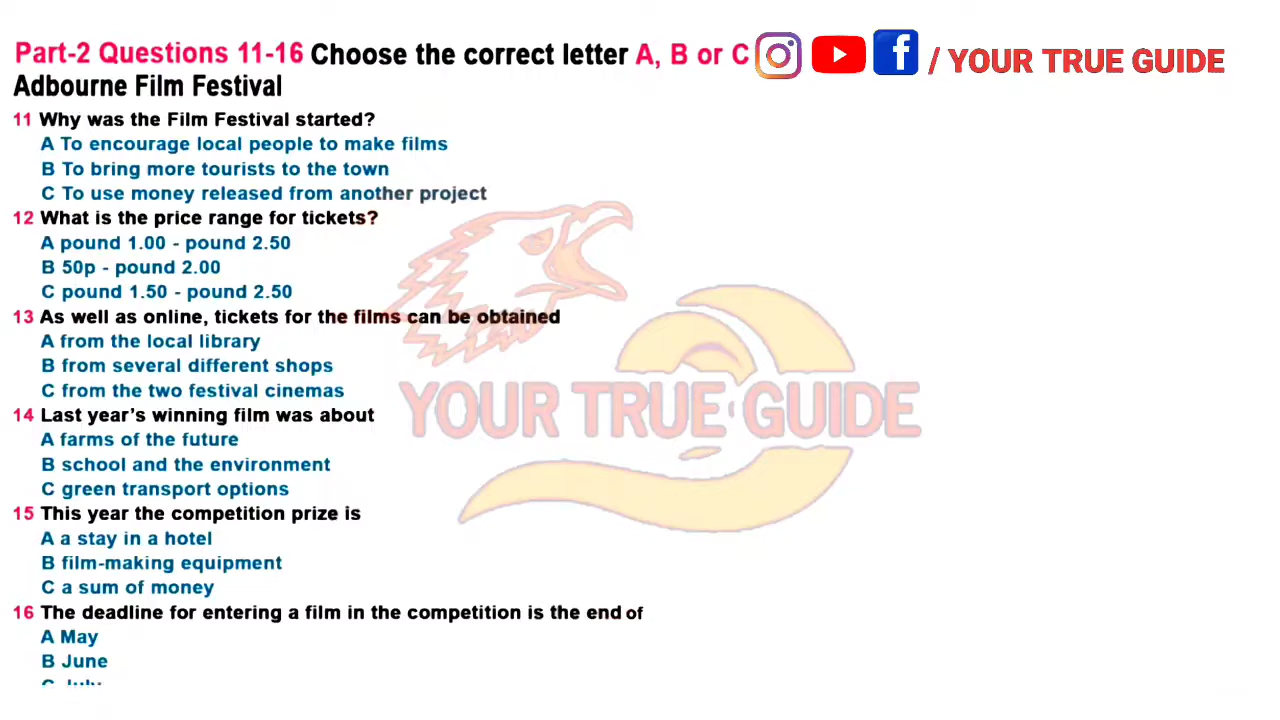 Part-2 Questions 11-16 Choose the correct letter A, B or C
/ YOUR TRUE GUIDE
Adbourne Film Festival
11 Why was the Film Festival started?
A To encourage local people to make films
B To bring more tourists to the town
C To use money released from another project
12 What is the price range for tickets?
A pound 1.00 - pound 2.50
B 50p - pound 2.00
C pound 1.50 - pound 2.50
13 As well as online, tickets for the films can be obtained
A from the local library
B from several different shops
C from the two festival cinemas
14 Last year's winning film was about
A farms of the future
B school and the environment
C green transport options
15 This year the competition prize is
A a stay in a hotel
B film-making equipment
C a sum of money
16 The deadline for entering a film in the competition is the end of
A May
B June
C July
YOUR TRUE GUIDE